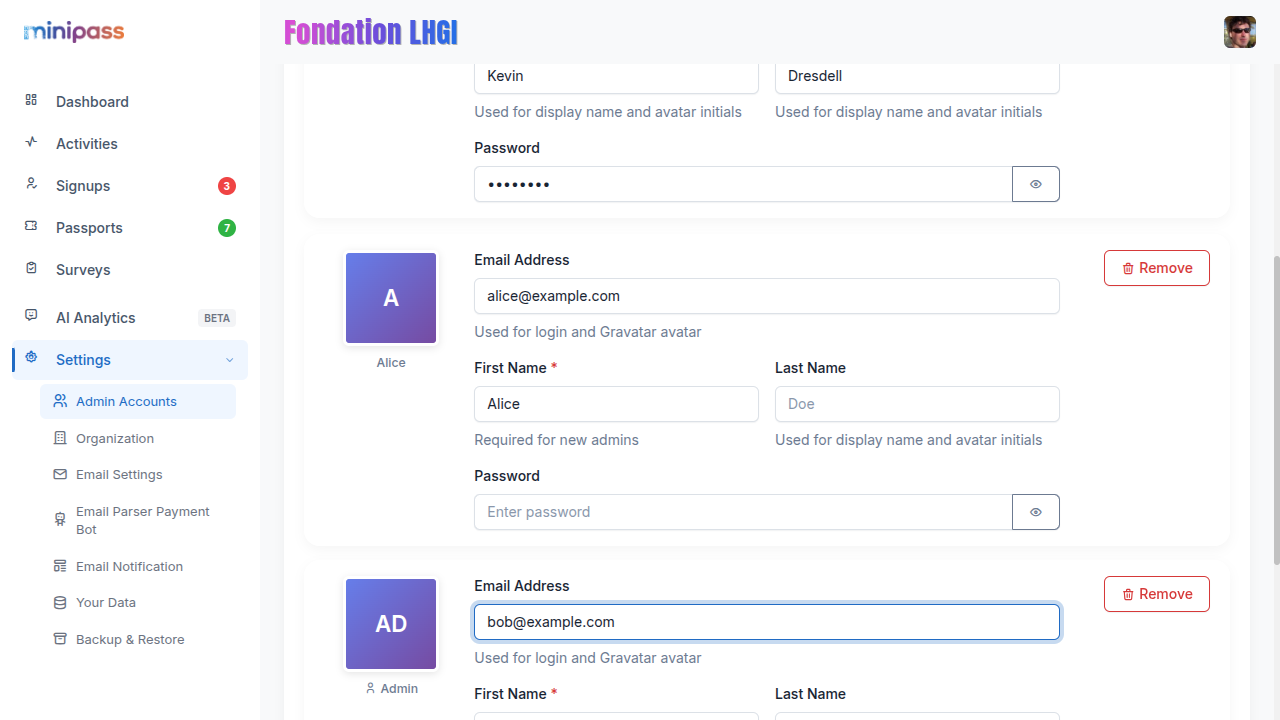 minipass
Fondation LHGI
Dashboard
Activities
Signups
3
Passports
7
Surveys
AI Analytics
BETA
Settings
Admin Accounts
Organization
Email Settings
Email Parser Payment
Bot
Email Notification
Your Data
Backup & Restore
Kevin
Dresdell
Used for display name and avatar initials
Used for display name and avatar initials
Password
••••••••
A
Alice
Email Address
alice@example.com
Used for login and Gravatar avatar
Remove
First Name *
Last Name
Alice
Doe
Required for new admins
Used for display name and avatar initials
Password
Enter password
AD
Admin
Email Address
bob@example.com
Used for login and Gravatar avatar
Remove
First Name *
Last Name